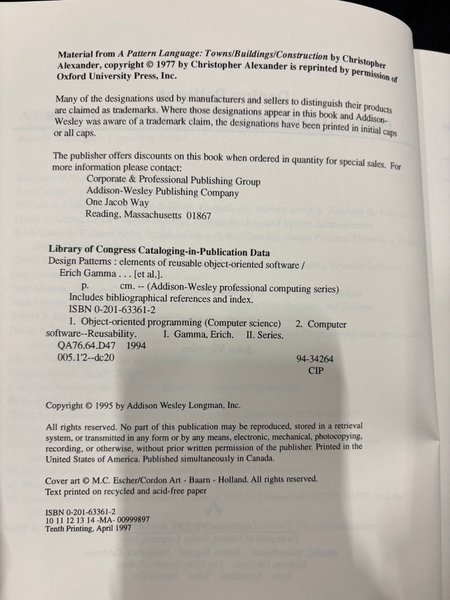 Material from A Pattern Language: Towns/Buildings/Construction by Christopher
Alexander, copyright © 1977 by Christopher Alexander is reprinted by permission of
Oxford University Press, Inc.
Many of the designations used by manufacturers and sellers to distinguish their products
are claimed as trademarks. Where those designations appear in this book and Addison-
Wesley was aware of a trademark claim, the designations have been printed in initial caps
or all caps.
The publisher offers discounts on this book when ordered in quantity for special sales. For
more information please contact:
Corporate & Professional Publishing Group
Addison-Wesley Publishing Company
One Jacob Way
Reading, Massachusetts 01867
Library of Congress Cataloging-in-Publication Data
Design Patterns : elements of reusable object-oriented software /
Erich Gamma . . . [et al.].
p. cm. -- (Addison-Wesley professional computing series)
Includes bibliographical references and index.
ISBN 0-201-63361-2
1. Object-oriented programming (Computer science) 2. Computer
software--Reusability. I. Gamma, Erich. II. Series.
QA76.64.D47 1994
005.1'2--dc20 94-34264
CIP
Copyright © 1995 by Addison Wesley Longman, Inc.
All rights reserved. No part of this publication may be reproduced, stored in a retrieval
system, or transmitted in any form or by any means, electronic, mechanical, photocopying,
recording, or otherwise, without prior written permission of the publisher. Printed in the
United States of America. Published simultaneously in Canada.
Cover art © M.C. Escher/Cordon Art - Baarn - Holland. All rights reserved.
Text printed on recycled and acid-free paper
ISBN 0-201-63361-2
10 11 12 13 14 -MA- 00999897
Tenth Printing, April 1997